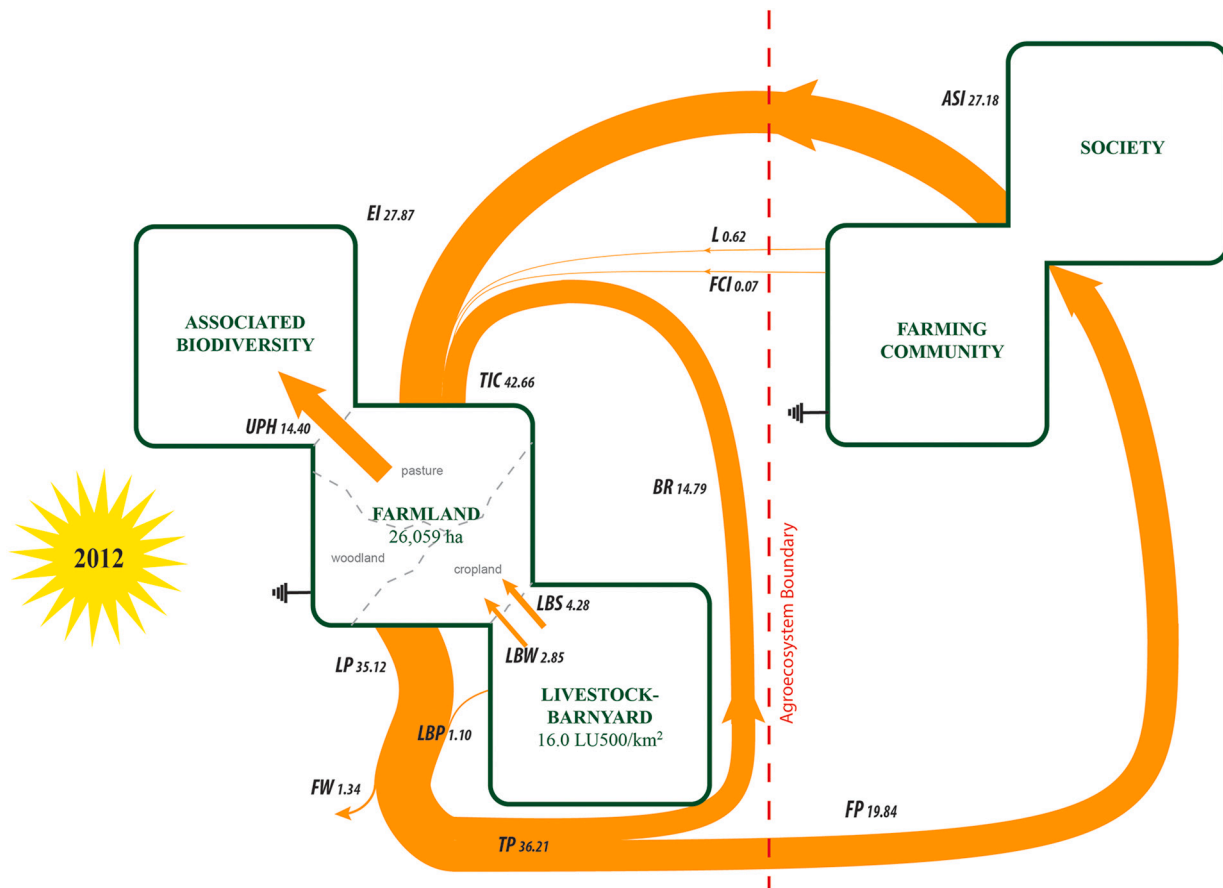 ASI 27.18
SOCIETY
EI 27.87
L 0.62
FCI 0.07
ASSOCIATED
BIODIVERSITY
FARMING
COMMUNITY
TIC 42.66
UPH 14.40
pasture
BR 14.79
FARMLAND
26,059 ha
2012
woodland
cropland
LBS 4.28
LBW 2.85
LP 35.12
LIVESTOCK-
BARNYARD
16.0 LU500/km²
Agroecosystem Boundary
LBP 1.10
FW 1.34
FP 19.84
TP 36.21